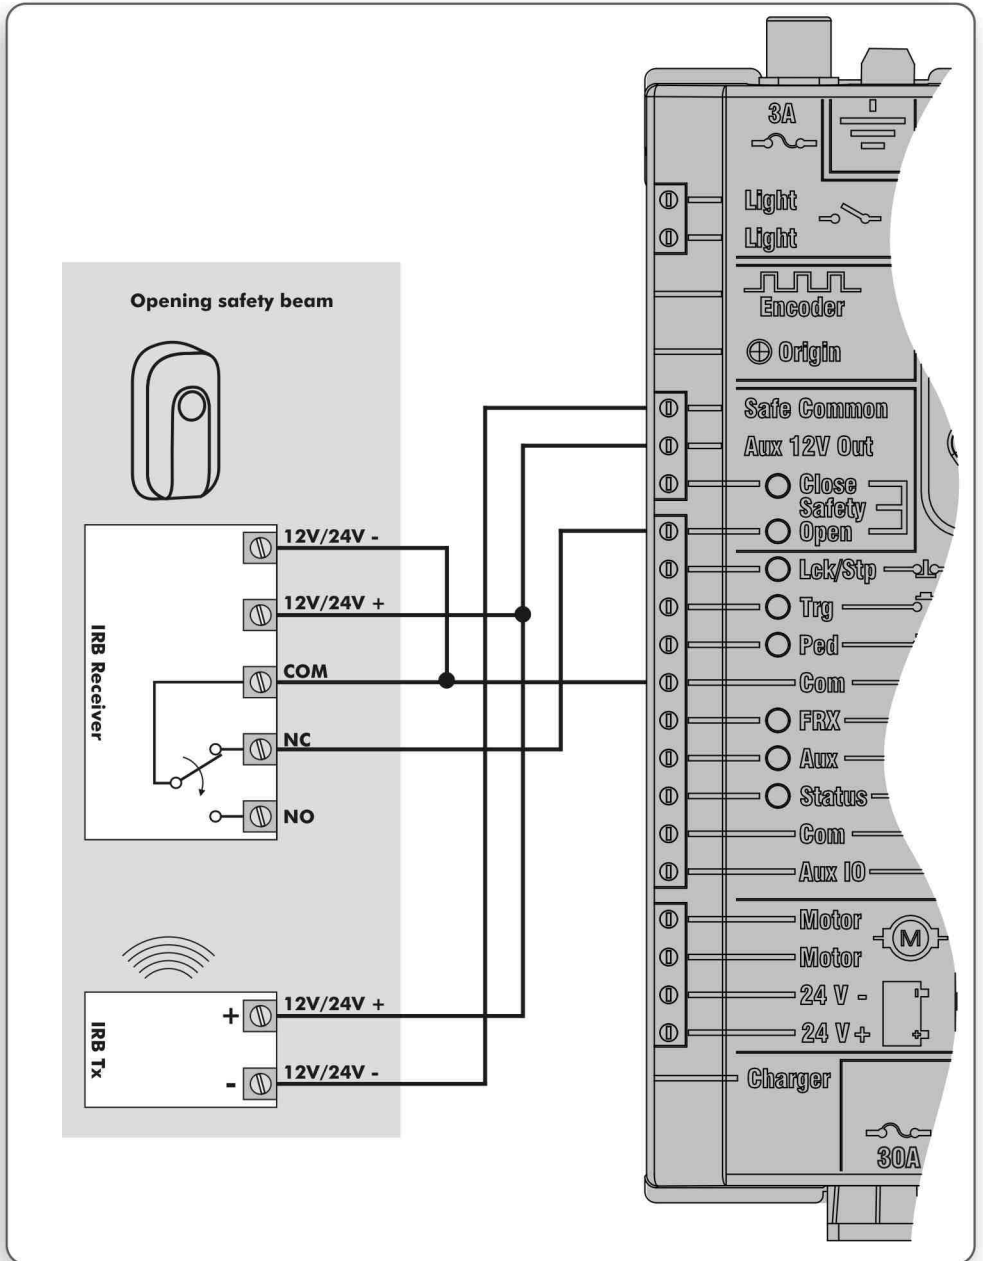 Opening safety beam
12V/24V -
12V/24V +
COM
NC
NO
IRB Receiver
12V/24V +
+
12V/24V -
-
IRB Tx
3A
Light
Light
Encoder
Origin
Safe Common
Aux 12V Out
Close
Safety
Open
Lck/Stp
Trg
Ped
Com
FRX
Aux
Status
Com
Aux IO
Motor
M
Motor
24 V -
24 V +
+
Charger
30A